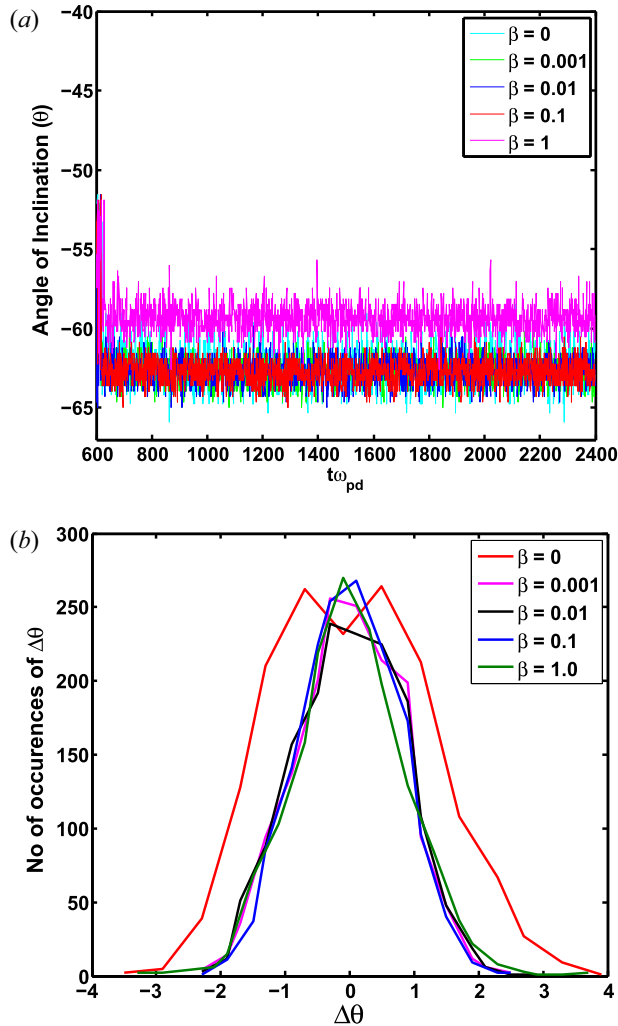 (a)
−40
−45
−50
−55
−60
−65
Angle of Inclination (θ)
β = 0
β = 0.001
β = 0.01
β = 0.1
β = 1
600 800 1000 1200 1400 1600 1800 2000 2200 2400
tωpd
(b)
300
250
200
150
100
50
0
No of occurences of Δθ
β = 0
β = 0.001
β = 0.01
β = 0.1
β = 1.0
−4 −3 −2 −1 0 1 2 3 4
Δθ